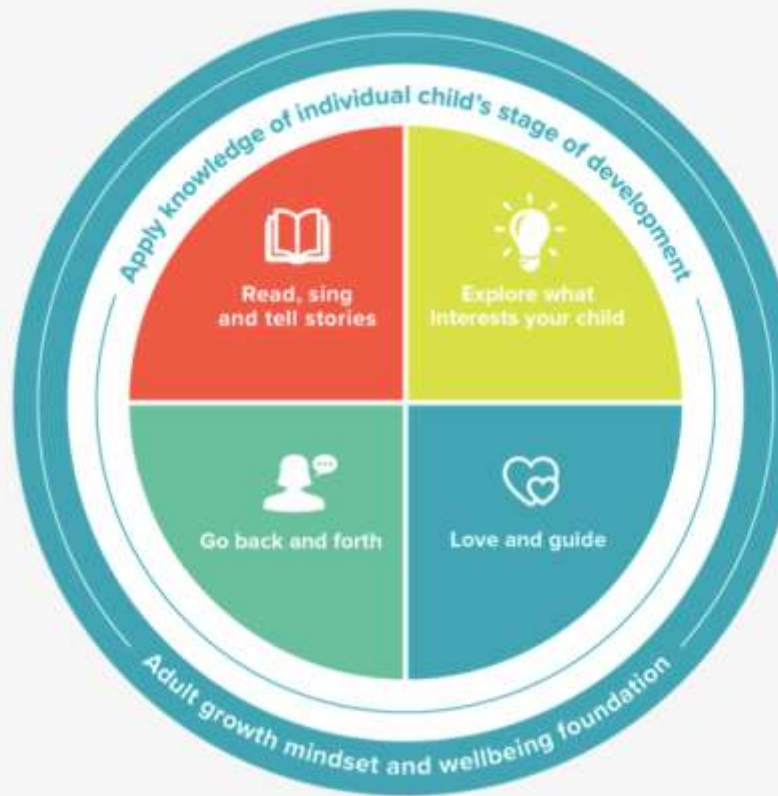 Apply knowledge of individual child's stage of development
Read, sing
and tell stories
Explore what
interests your child
Go back and forth
Love and guide
Adult growth mindset and wellbeing foundation